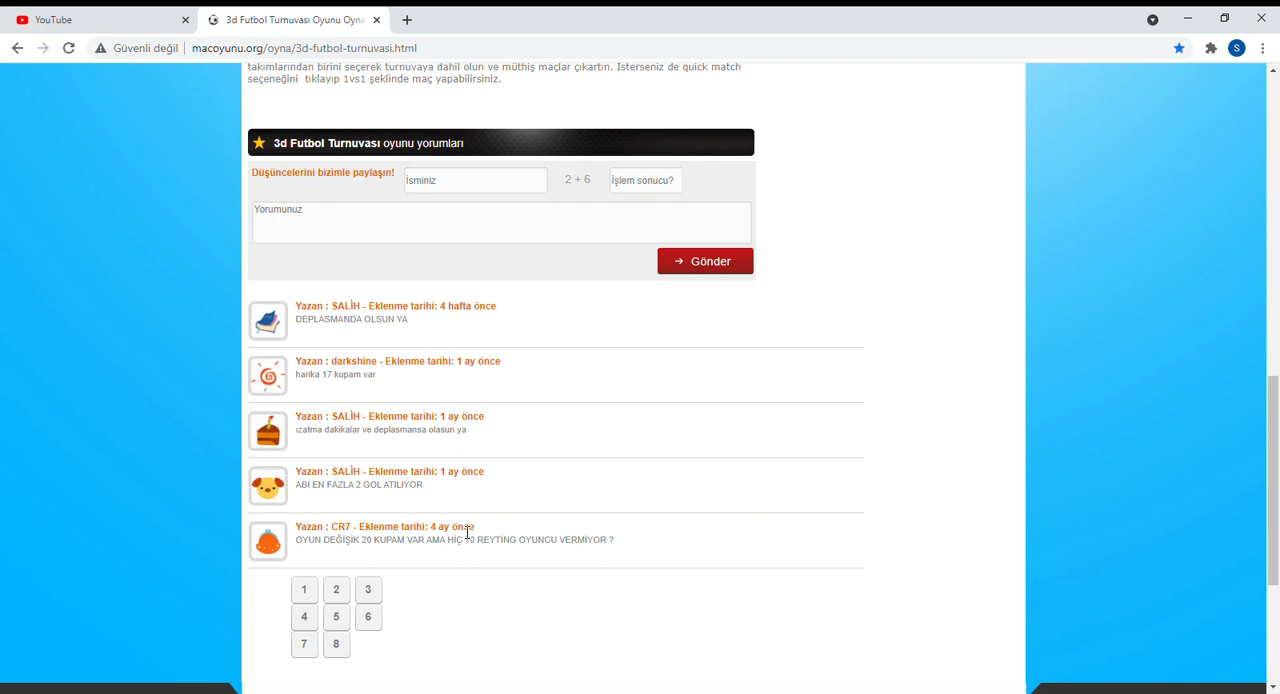 YouTube
3d Futbol Turnuvası Oyunu Oyna
Güvenli değil
macoyunu.org/oyna/3d-futbol-turnuvasi.html
S
takımlarından birini seçerek turnuvaya dahil olun ve müthiş maçlar çıkartın. İsterseniz de quick match
seçeneğini tıklayıp 1vs1 şeklinde maç yapabilirsiniz.
3d Futbol Turnuvası oyunu yorumları
Düşüncelerini bizimle paylaşın!
İsminiz
2 + 6
İşlem sonucu?
Yorumunuz
Gönder
Yazan : SALİH - Eklenme tarihi: 4 hafta önce
DEPLASMANDA OLSUN YA
Yazan : darkshine - Eklenme tarihi: 1 ay önce
harika 17 kupam var
Yazan : SALİH - Eklenme tarihi: 1 ay önce
ızatma dakikalar ve deplasmansa olasun ya
Yazan : SALİH - Eklenme tarihi: 1 ay önce
ABİ EN FAZLA 2 GOL ATILIYOR
Yazan : CR7 - Eklenme tarihi: 4 ay önce
OYUN DEĞİŞİK 20 KUPAM VAR AMA HİÇ REYTİNG OYUNCU VERMİYOR ?
1 2 3
4 5 6
7 8